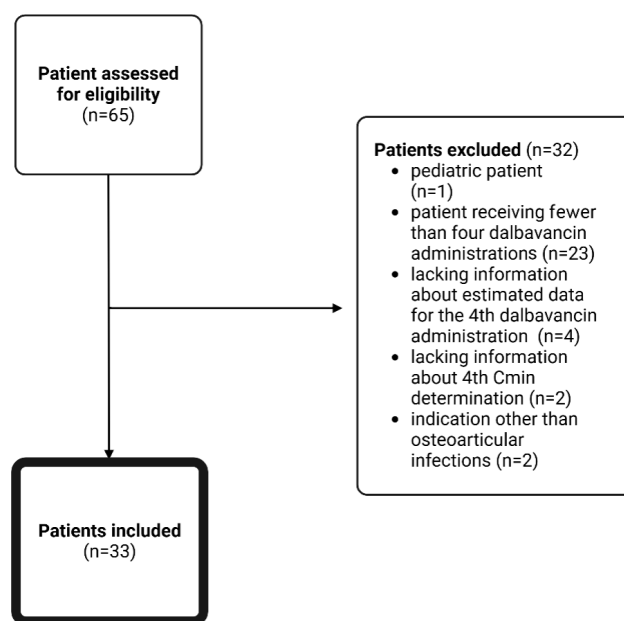 Patient assessed
for eligibility
(n=65)
Patients excluded (n=32)
• pediatric patient
(n=1)
• patient receiving fewer
than four dalbavancin
administrations (n=23)
• lacking information
about estimated data
for the 4th dalbavancin
administration (n=4)
• lacking information
about 4th Cmin
determination (n=2)
• indication other than
osteoarticular
infections (n=2)
Patients included
(n=33)